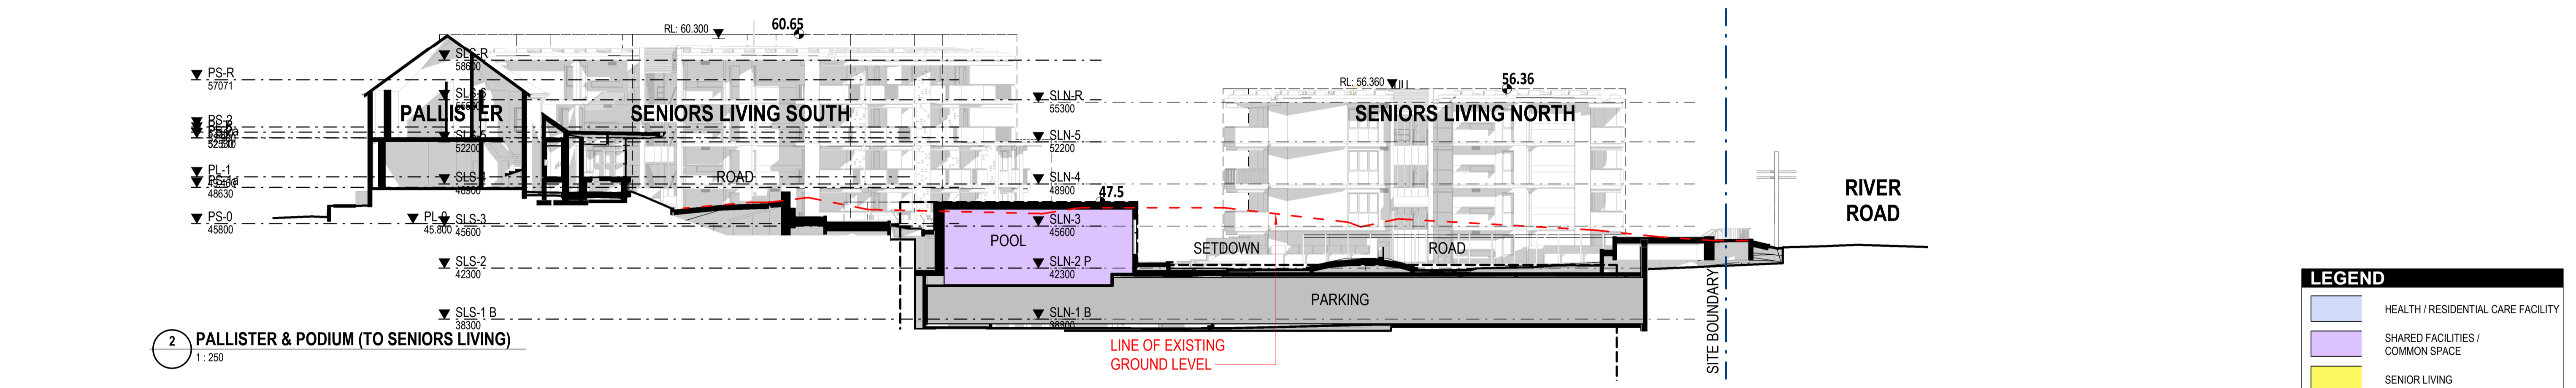 60.65
RL: 60.300
SLS-R
58600
PS-R
57071
RL: 56.360
56.36
SLS-6
SLN-R
55300
PALLISTER
SENIORS LIVING SOUTH
SENIORS LIVING NORTH
PS-2
SLS-5
52200
SLN-5
52200
PL-1
48630
SLS-4
48900
ROAD
SLN-4
48900
47.5
RIVER
ROAD
PS-0
45800
PL-0
45.800
SLS-3
45600
SLN-3
45600
POOL
SETDOWN
ROAD
SLS-2
42300
SLN-2 P
42300
PARKING
SLS-1 B
38300
SLN-1 B
38300
SITE BOUNDARY
2
PALLISTER & PODIUM (TO SENIORS LIVING)
1 : 250
LINE OF EXISTING
GROUND LEVEL
LEGEND
HEALTH / RESIDENTIAL CARE FACILITY
SHARED FACILITIES /
COMMON SPACE
SENIOR LIVING